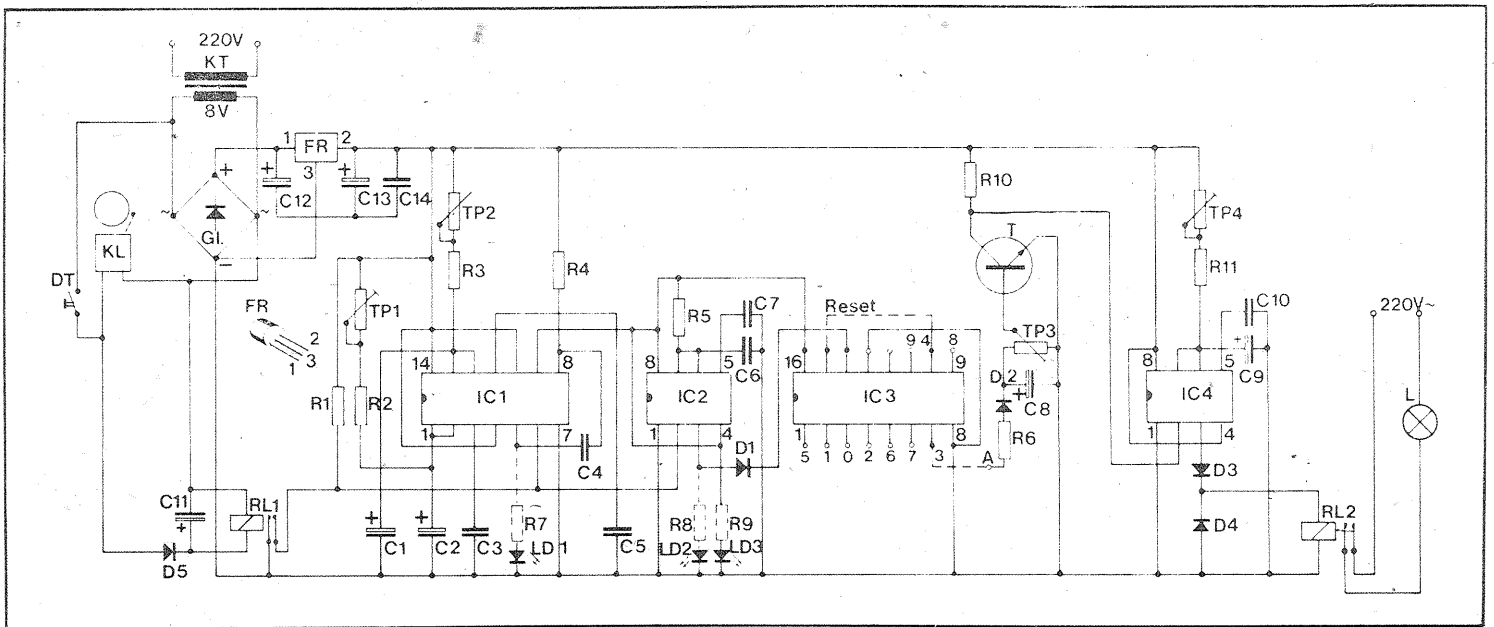 220V
KT
8V
1 FR 2
3
+
C12
+
C13
C14
~ ~
GI.
−
KL
DT
FR
2
3
1
TP2
R3
R4
TP1
R1
R2
14
IC1
8
1
7
C4
R5
C7
C6
8
5
IC2
1
4
D1
Reset
16
9
4
8
9
IC3
1
8
5 1 0 2 6 7 3
A
R10
T
TP3
D2
+
C8
R6
TP4
R11
C10
+
C9
8
5
IC4
1
4
D3
D4
RL2
220V~
L
C11
+
RL1
D5
+
C1
+
C2
C3
R7
LD1
C5
R8
R9
LD2
LD3